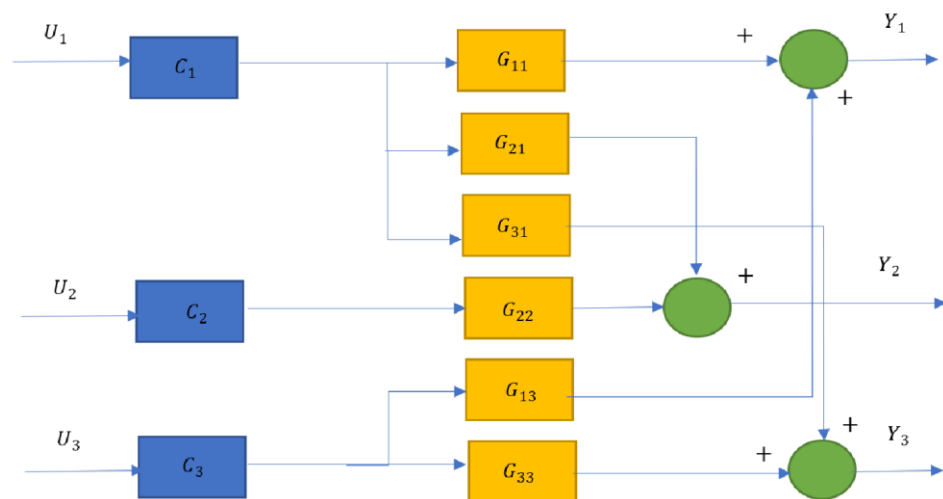 U₁
C₁
G₁₁
+
Y₁
+
G₂₁
G₃₁
U₂
C₂
G₂₂
+
Y₂
G₁₃
U₃
C₃
G₃₃
+
+
Y₃